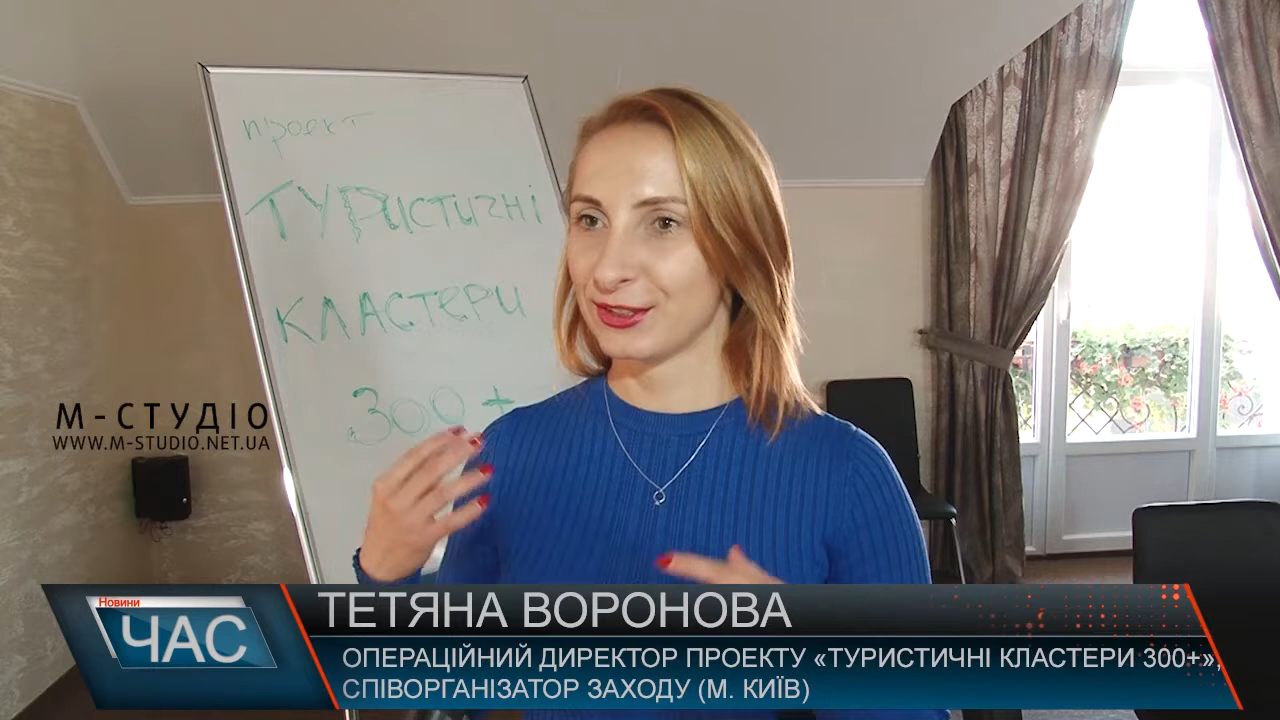 проект
ТУРистичні
кластери
300+
М-СТУДІО
WWW.M-STUDIO.NET.UA
Новини
ЧАС
ТЕТЯНА ВОРОНОВА
ОПЕРАЦІЙНИЙ ДИРЕКТОР ПРОЕКТУ «ТУРИСТИЧНІ КЛАСТЕРИ 300+»,
СПІВОРГАНІЗАТОР ЗАХОДУ (М. КИЇВ)